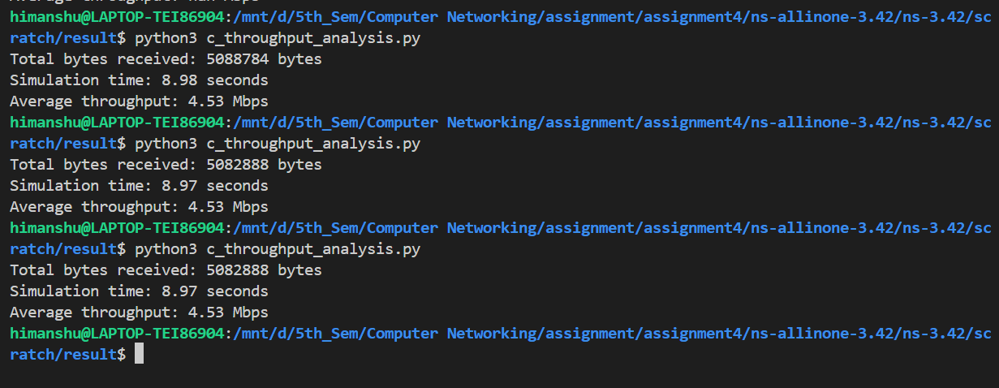 himanshu@LAPTOP-TEI86904:/mnt/d/5th_Sem/Computer Networking/assignment/assignment4/ns-allinone-3.42/ns-3.42/sc
ratch/result$ python3 c_throughput_analysis.py
Total bytes received: 5088784 bytes
Simulation time: 8.98 seconds
Average throughput: 4.53 Mbps
himanshu@LAPTOP-TEI86904:/mnt/d/5th_Sem/Computer Networking/assignment/assignment4/ns-allinone-3.42/ns-3.42/sc
ratch/result$ python3 c_throughput_analysis.py
Total bytes received: 5082888 bytes
Simulation time: 8.97 seconds
Average throughput: 4.53 Mbps
himanshu@LAPTOP-TEI86904:/mnt/d/5th_Sem/Computer Networking/assignment/assignment4/ns-allinone-3.42/ns-3.42/sc
ratch/result$ python3 c_throughput_analysis.py
Total bytes received: 5082888 bytes
Simulation time: 8.97 seconds
Average throughput: 4.53 Mbps
himanshu@LAPTOP-TEI86904:/mnt/d/5th_Sem/Computer Networking/assignment/assignment4/ns-allinone-3.42/ns-3.42/sc
ratch/result$